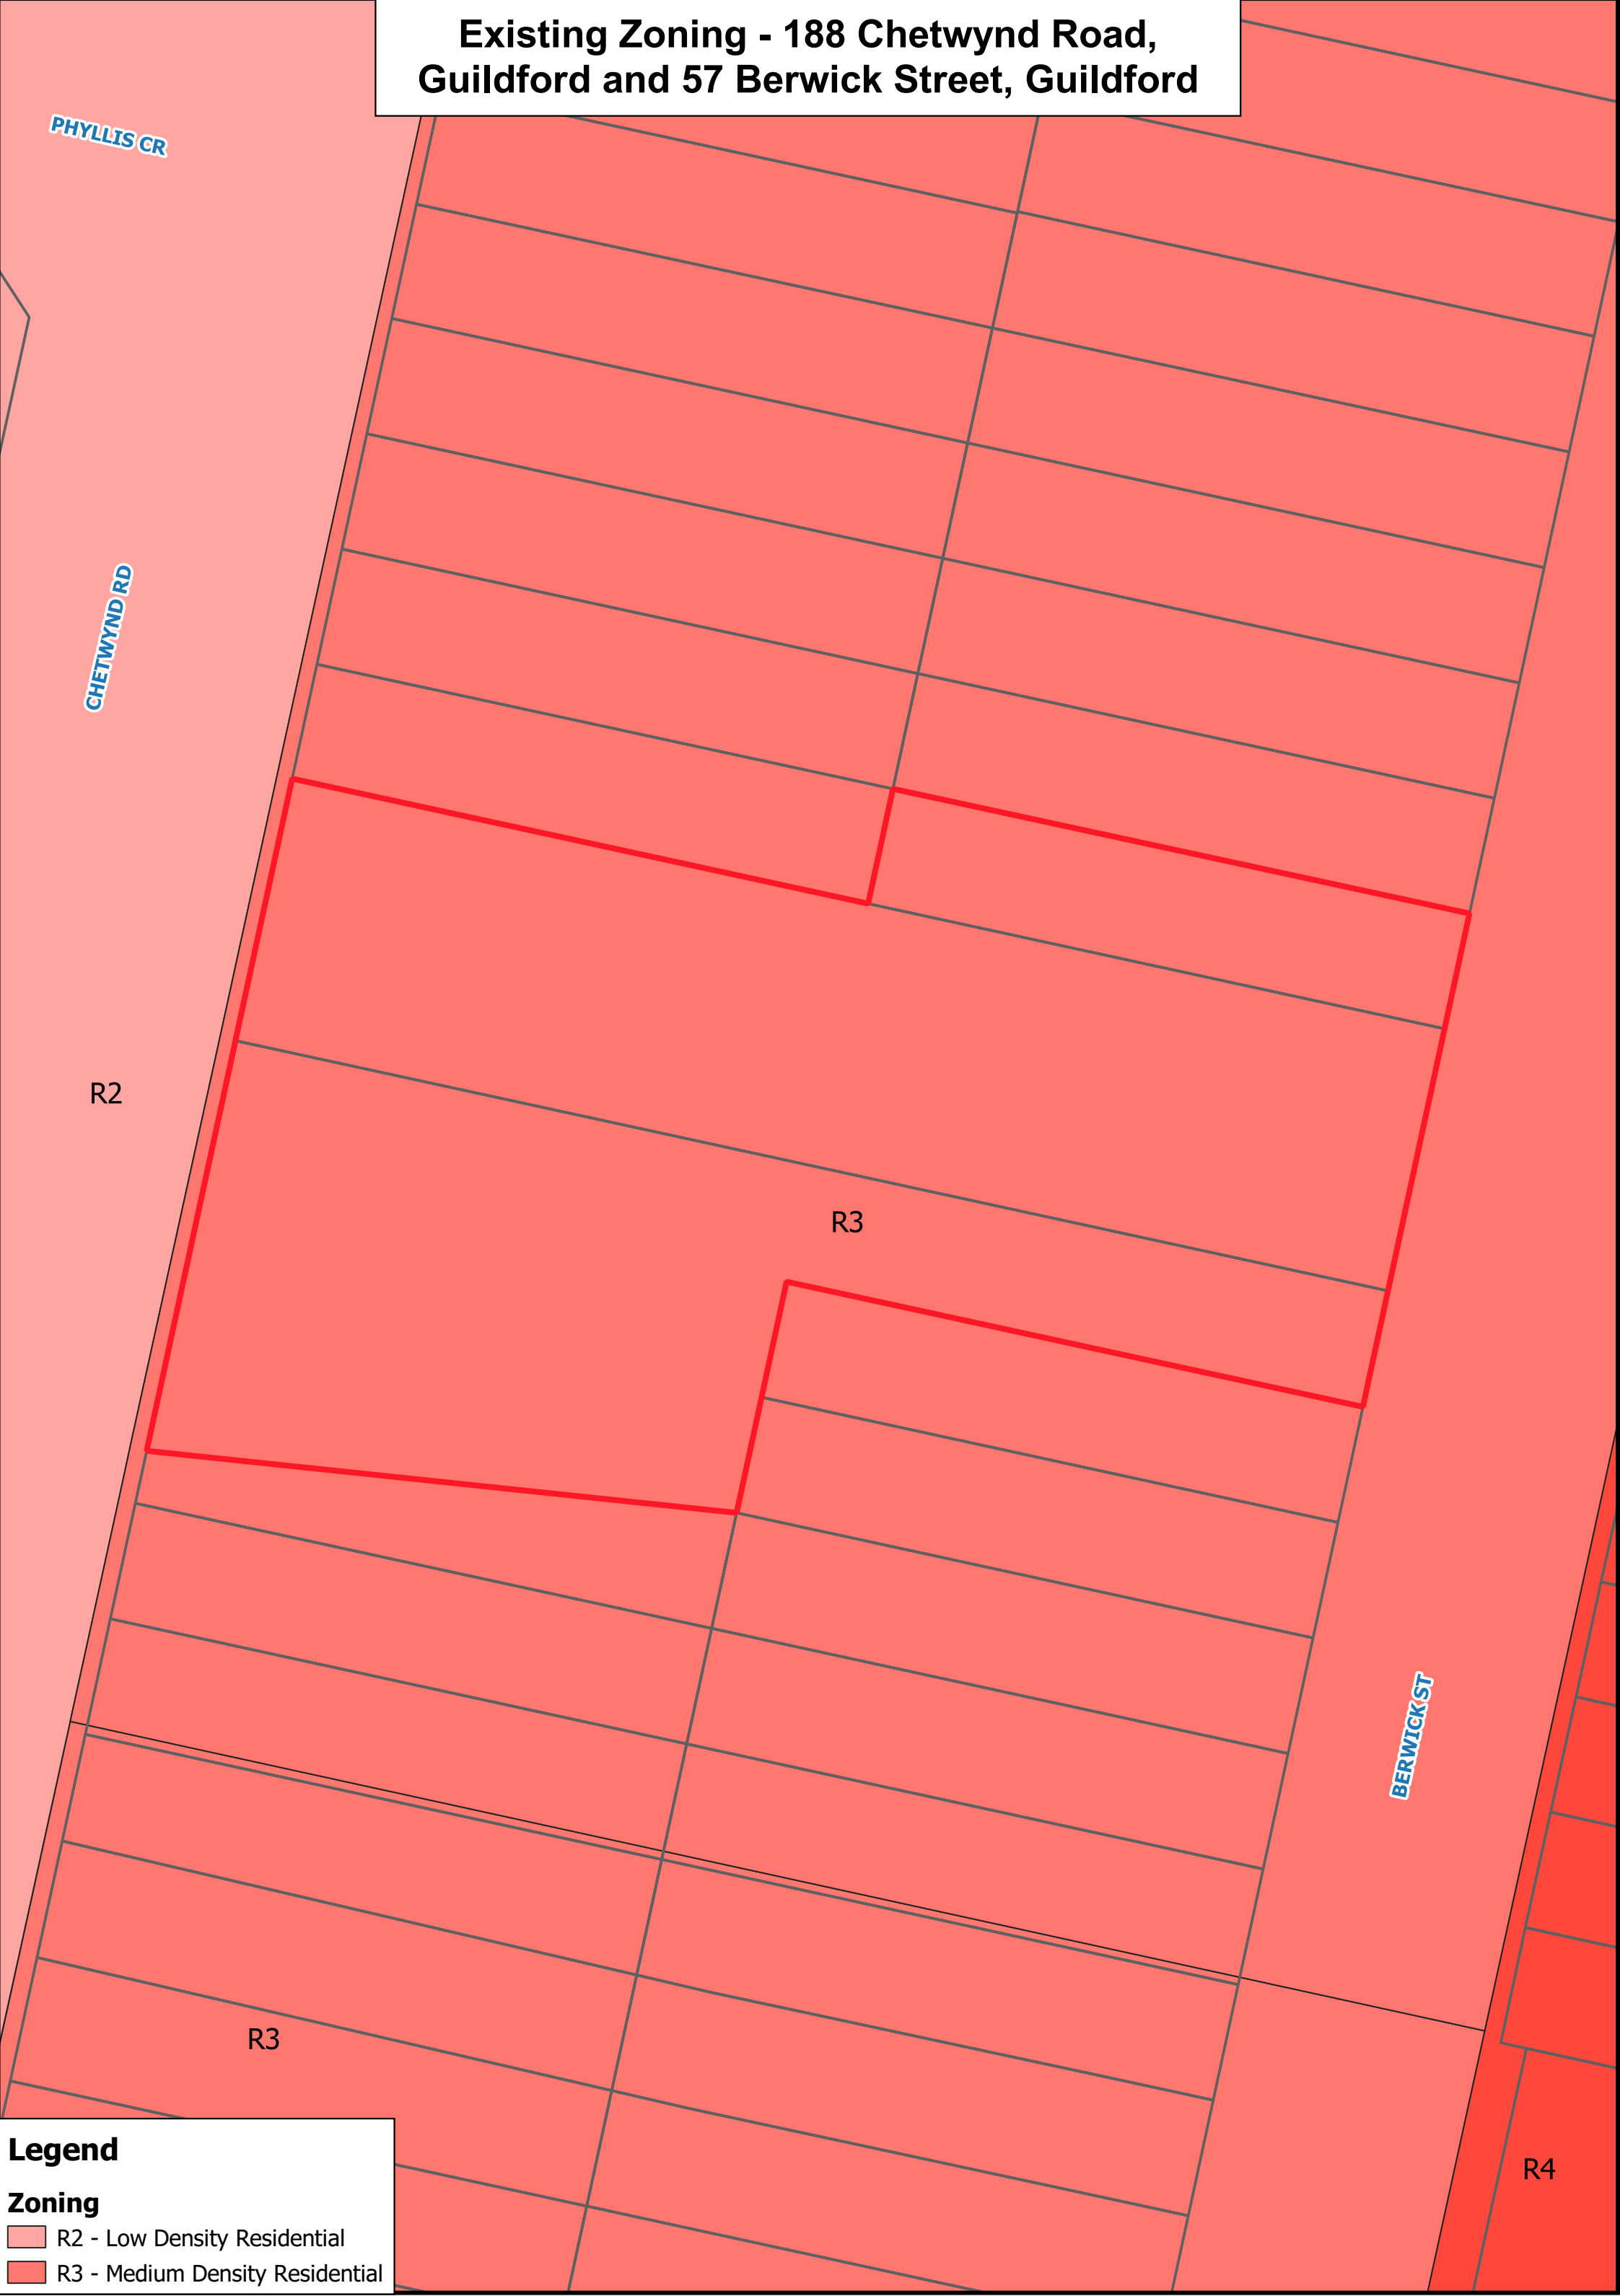 Existing Zoning - 188 Chetwynd Road,
Guildford and 57 Berwick Street, Guildford
PHYLLIS CR
CHETWYND RD
R2
R3
BERWICK ST
R3
R4
Legend
Zoning
R2 - Low Density Residential
R3 - Medium Density Residential